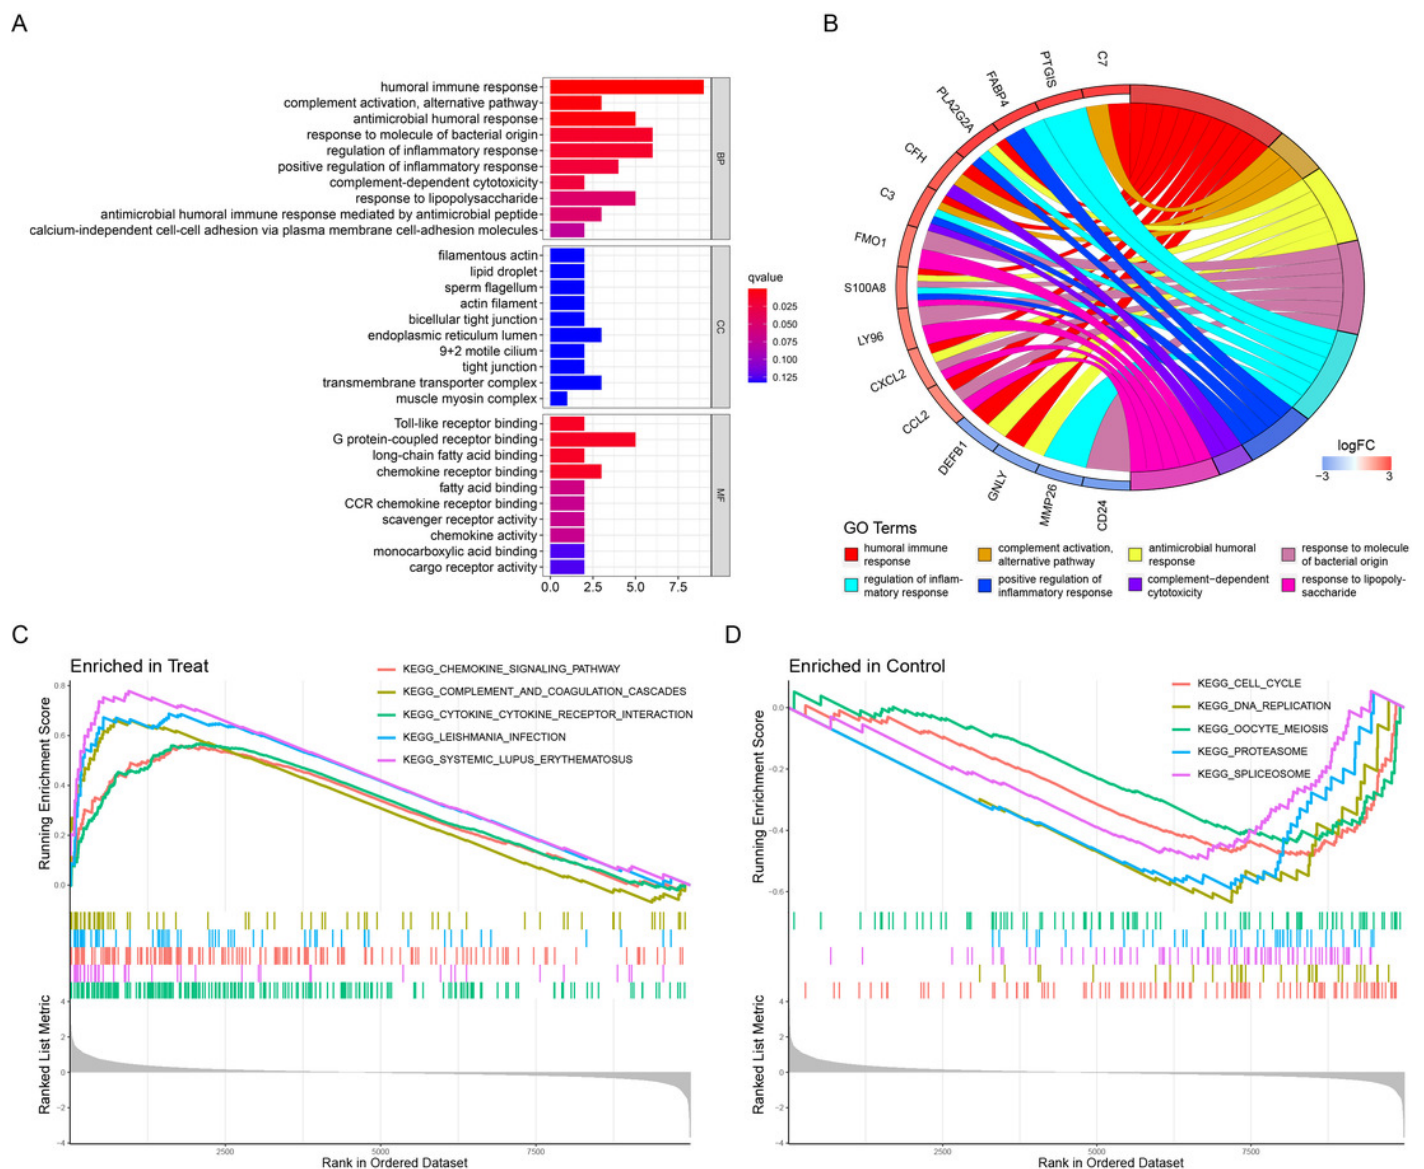 A
humoral immune response
complement activation, alternative pathway
antimicrobial humoral response
response to molecule of bacterial origin
regulation of inflammatory response
positive regulation of inflammatory response
complement-dependent cytotoxicity
response to lipopolysaccharide
antimicrobial humoral immune response mediated by antimicrobial peptide
calcium-independent cell-cell adhesion via plasma membrane cell-adhesion molecules
BP
filamentous actin
lipid droplet
sperm flagellum
actin filament
bicellular tight junction
endoplasmic reticulum lumen
9+2 motile cilium
tight junction
transmembrane transporter complex
muscle myosin complex
CC
Toll-like receptor binding
G protein-coupled receptor binding
long-chain fatty acid binding
chemokine receptor binding
fatty acid binding
CCR chemokine receptor binding
scavenger receptor activity
chemokine activity
monocarboxylic acid binding
cargo receptor activity
MF
0.0 2.5 5.0 7.5
qvalue
0.025
0.050
0.075
0.100
0.125
B
C7
PTGIS
FABP4
PLA2G2A
CFH
C3
FMO1
S100A8
LY96
CXCL2
CCL2
DEFB1
GNLY
MMP26
CD24
logFC
−3 3
GO Terms
humoral immune response
complement activation, alternative pathway
antimicrobial humoral response
response to molecule of bacterial origin
regulation of inflam-matory response
positive regulation of inflammatory response
complement−dependent cytotoxicity
response to lipopoly-saccharide
C
Enriched in Treat
KEGG_CHEMOKINE_SIGNALING_PATHWAY
KEGG_COMPLEMENT_AND_COAGULATION_CASCADES
KEGG_CYTOKINE_CYTOKINE_RECEPTOR_INTERACTION
KEGG_LEISHMANIA_INFECTION
KEGG_SYSTEMIC_LUPUS_ERYTHEMATOSUS
Running Enrichment Score
0.8
0.6
0.4
0.2
0.0
Ranked List Metric
4
2
0
−2
−4
2500 5000 7500
Rank in Ordered Dataset
D
Enriched in Control
KEGG_CELL_CYCLE
KEGG_DNA_REPLICATION
KEGG_OOCYTE_MEIOSIS
KEGG_PROTEASOME
KEGG_SPLICEOSOME
Running Enrichment Score
0.0
−0.2
−0.4
−0.6
Ranked List Metric
4
2
0
−2
−4
2500 5000 7500
Rank in Ordered Dataset